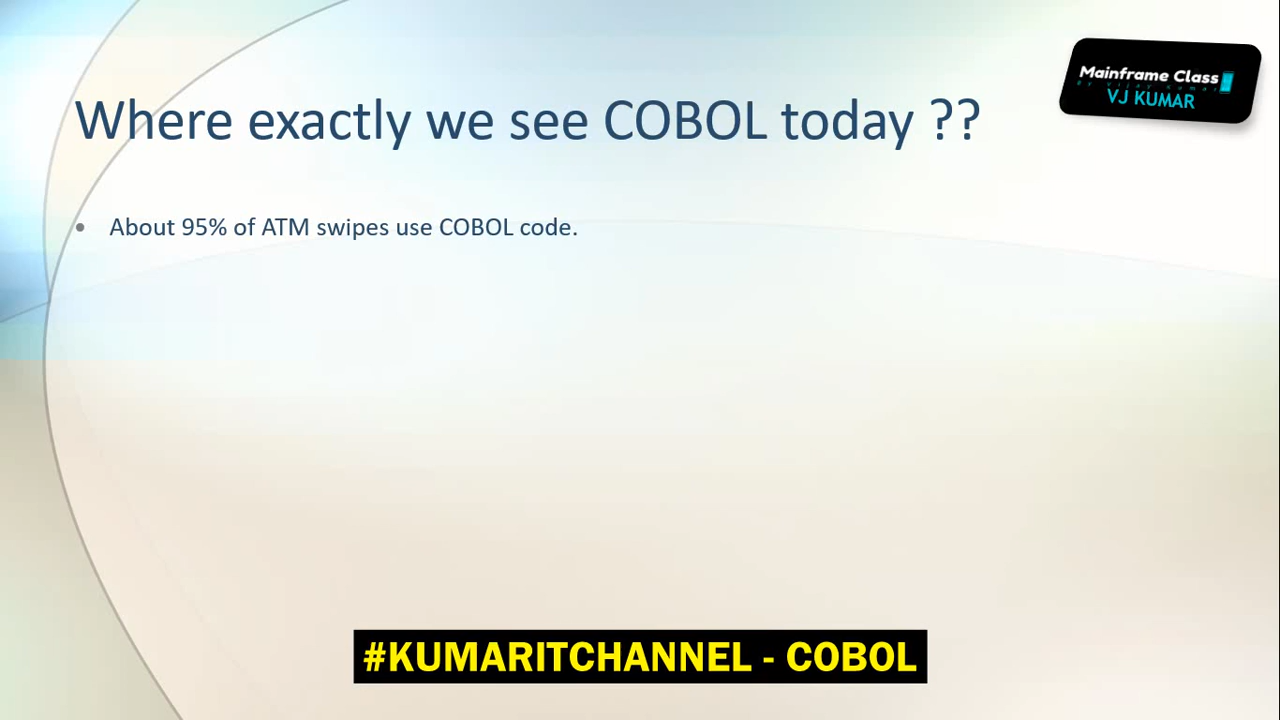 Where exactly we see COBOL today ??
Mainframe Class
VJ KUMAR
• About 95% of ATM swipes use COBOL code.
#KUMARITCHANNEL - COBOL